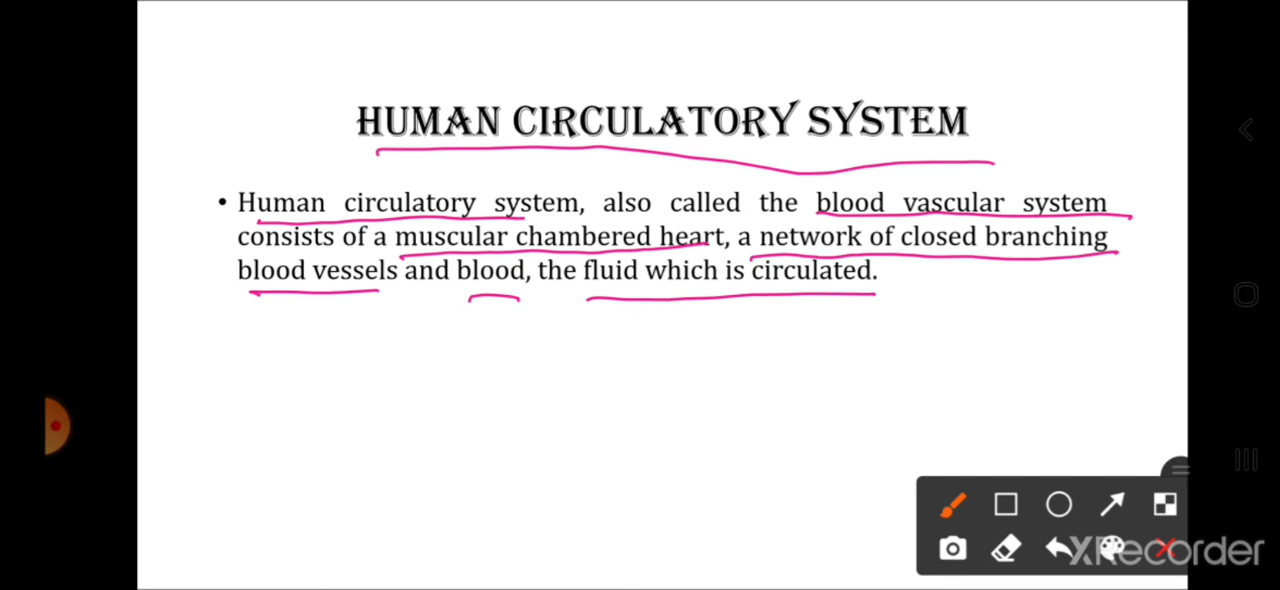 HUMAN CIRCULATORY SYSTEM
• Human circulatory system, also called the blood vascular system
consists of a muscular chambered heart, a network of closed branching
blood vessels and blood, the fluid which is circulated.
XRecorder